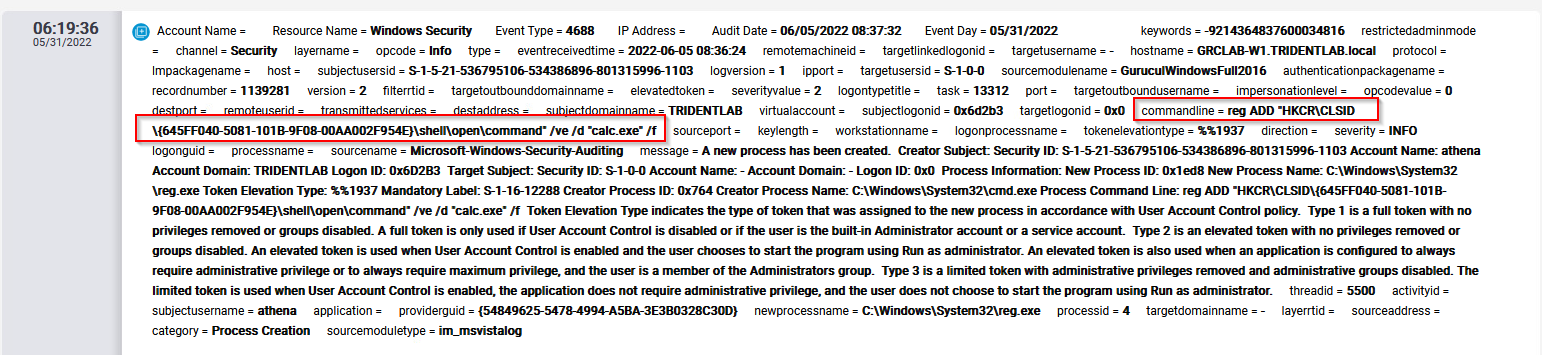 06:19:36
05/31/2022
Account Name = Resource Name = Windows Security Event Type = 4688 IP Address = Audit Date = 06/05/2022 08:37:32 Event Day = 05/31/2022 keywords = -9214364837600034816 restrictedadminmode
= channel = Security layername = opcode = Info type = eventreceivedtime = 2022-06-05 08:36:24 remotemachineid = targetlinkedlogonid = targetusername = - hostname = GRCLAB-W1.TRIDENTLAB.local protocol =
lmpackagename = host = subjectusersid = S-1-5-21-536795106-534386896-801315996-1103 logversion = 1 ipport = targetusersid = S-1-0-0 sourcemodulename = GuruculWindowsFull2016 authenticationpackagename =
recordnumber = 1139281 version = 2 filterrtid = targetoutbounddomainname = elevatedtoken = severityvalue = 2 logontypetitle = task = 13312 port = targetoutboundusername = impersonationlevel = opcodevalue = 0
destport = remoteuserid = transmittedservices = destaddress = subjectdomainname = TRIDENTLAB virtualaccount = subjectlogonid = 0x6d2b3 targetlogonid = 0x0 commandline = reg ADD "HKCR\CLSID
\{645FF040-5081-101B-9F08-00AA002F954E}\shell\open\command" /ve /d "calc.exe" /f sourceport = keylength = workstationname = logonprocessname = tokenelevationtype = %%1937 direction = severity = INFO
logonguid = processname = sourcename = Microsoft-Windows-Security-Auditing message = A new process has been created. Creator Subject: Security ID: S-1-5-21-536795106-534386896-801315996-1103 Account Name: athena
Account Domain: TRIDENTLAB Logon ID: 0x6D2B3 Target Subject: Security ID: S-1-0-0 Account Name: - Account Domain: - Logon ID: 0x0 Process Information: New Process ID: 0x1ed8 New Process Name: C:\Windows\System32
\reg.exe Token Elevation Type: %%1937 Mandatory Label: S-1-16-12288 Creator Process ID: 0x764 Creator Process Name: C:\Windows\System32\cmd.exe Process Command Line: reg ADD "HKCR\CLSID\{645FF040-5081-101B-
9F08-00AA002F954E}\shell\open\command" /ve /d "calc.exe" /f Token Elevation Type indicates the type of token that was assigned to the new process in accordance with User Account Control policy. Type 1 is a full token with no
privileges removed or groups disabled. A full token is only used if User Account Control is disabled or if the user is the built-in Administrator account or a service account. Type 2 is an elevated token with no privileges removed or
groups disabled. An elevated token is used when User Account Control is enabled and the user chooses to start the program using Run as administrator. An elevated token is also used when an application is configured to always
require administrative privilege or to always require maximum privilege, and the user is a member of the Administrators group. Type 3 is a limited token with administrative privileges removed and administrative groups disabled. The
limited token is used when User Account Control is enabled, the application does not require administrative privilege, and the user does not choose to start the program using Run as administrator. threadid = 5500 activityid =
subjectusername = athena application = providerguid = {54849625-5478-4994-A5BA-3E3B0328C30D} newprocessname = C:\Windows\System32\reg.exe processid = 4 targetdomainname = - layerrtid = sourceaddress =
category = Process Creation sourcemoduletype = im_msvistalog